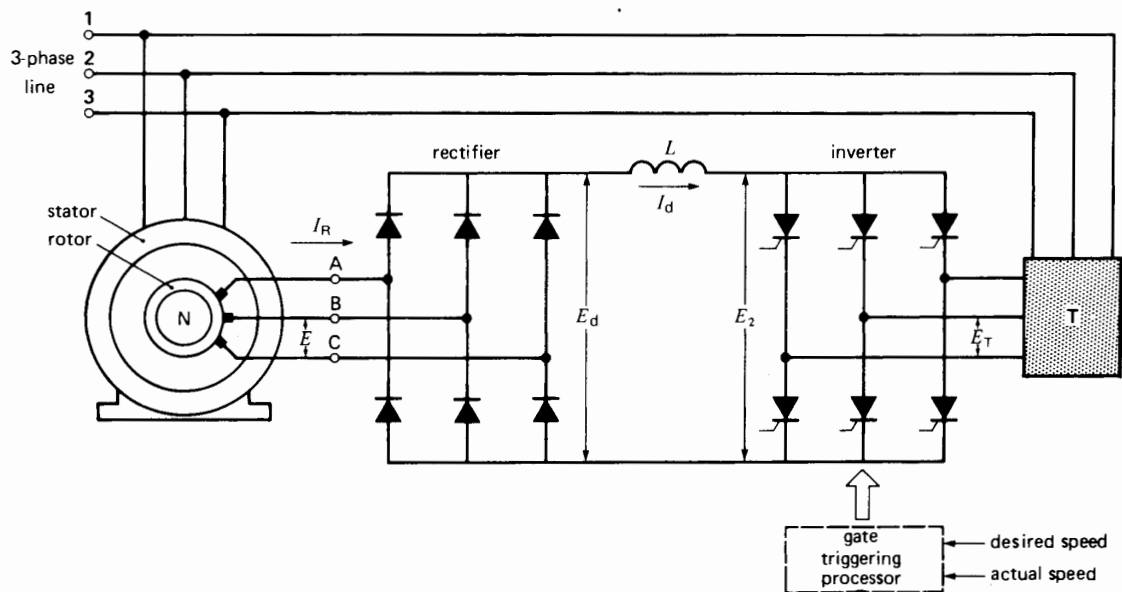 1
3-phase
line
2
3
rectifier
L
inverter
I_d
stator
rotor
I_R
A
B
C
N
E
E_d
E_2
E_T
T
gate
triggering
processor
desired speed
actual speed